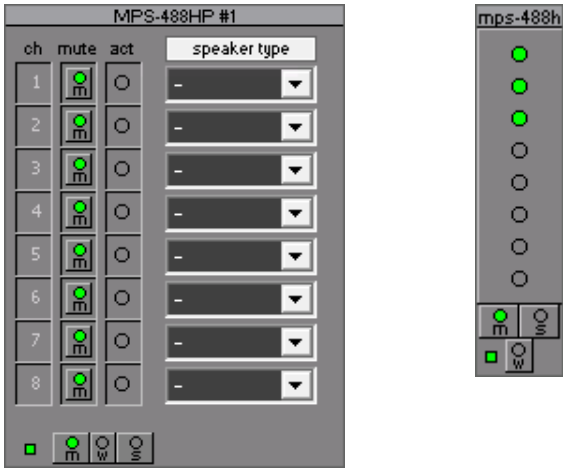 MPS-488HP #1
ch mute act speaker type
1 m -
2 m -
3 m -
4 m -
5 m -
6 m -
7 m -
8 m -
m w s
mps-488h
m s
w